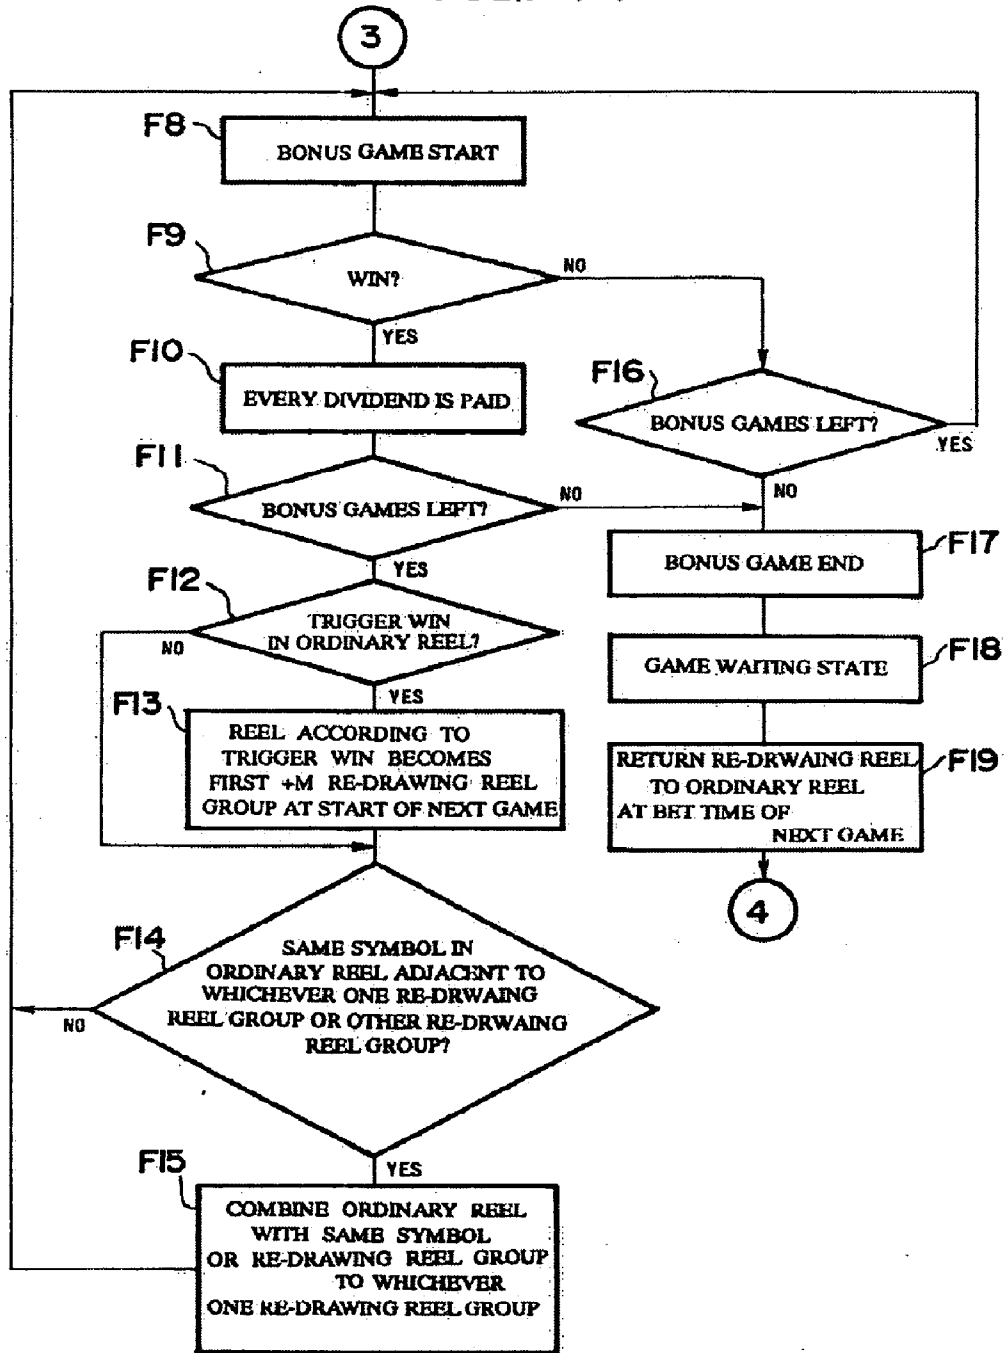 3
F8
BONUS GAME START
F9
WIN?
NO
YES
F10
EVERY DIVIDEND IS PAID
F16
BONUS GAMES LEFT?
YES
NO
F11
BONUS GAMES LEFT?
NO
YES
F17
BONUS GAME END
F12
TRIGGER WIN
IN ORDINARY REEL?
NO
YES
F18
GAME WAITING STATE
F13
REEL ACCORDING TO
TRIGGER WIN BECOMES
FIRST +M RE-DRAWING REEL
GROUP AT START OF NEXT GAME
F19
RETURN RE-DRWAING REEL
TO ORDINARY REEL
AT BET TIME OF
NEXT GAME
4
F14
SAME SYMBOL IN
ORDINARY REEL ADJACENT TO
WHICHEVER ONE RE-DRWAING
REEL GROUP OR OTHER RE-DRWAING
REEL GROUP?
NO
YES
F15
COMBINE ORDINARY REEL
WITH SAME SYMBOL
OR RE-DRAWING REEL GROUP
TO WHICHEVER
ONE RE-DRAWING REEL GROUP